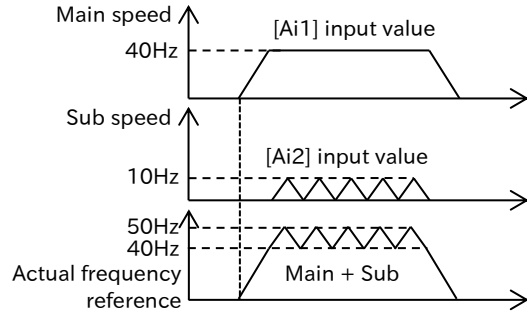 Main speed
[Ai1] input value
40Hz
Sub speed
[Ai2] input value
10Hz
50Hz
40Hz
Actual frequency
reference
Main + Sub